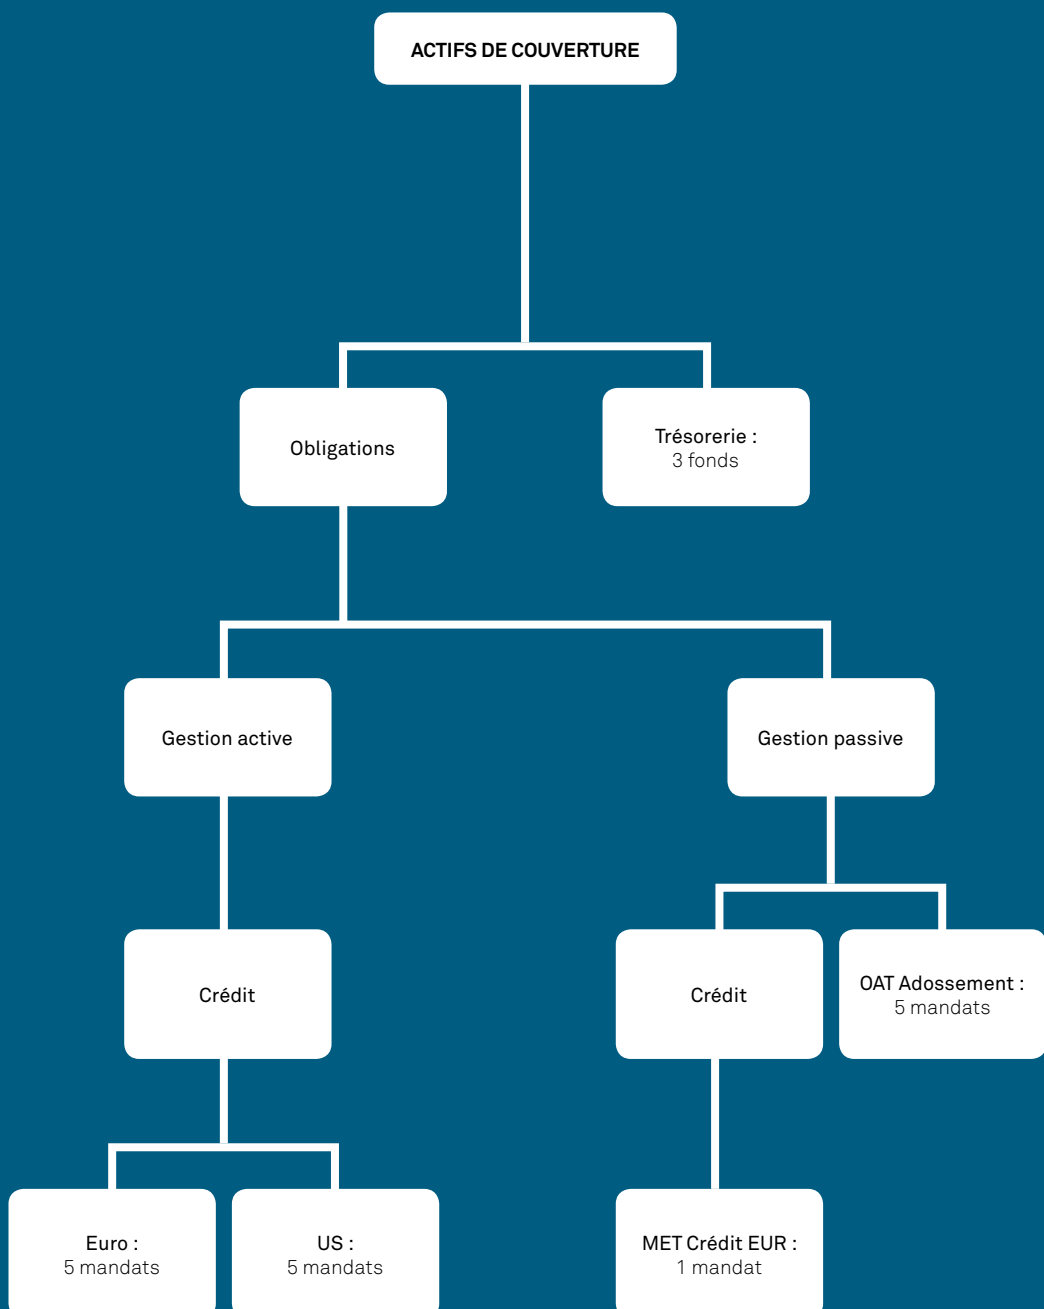 ACTIFS DE COUVERTURE
Obligations
Trésorerie :
3 fonds
Gestion active
Gestion passive
Crédit
Crédit
OAT Adossement :
5 mandats
Euro :
5 mandats
US :
5 mandats
MET Crédit EUR :
1 mandat